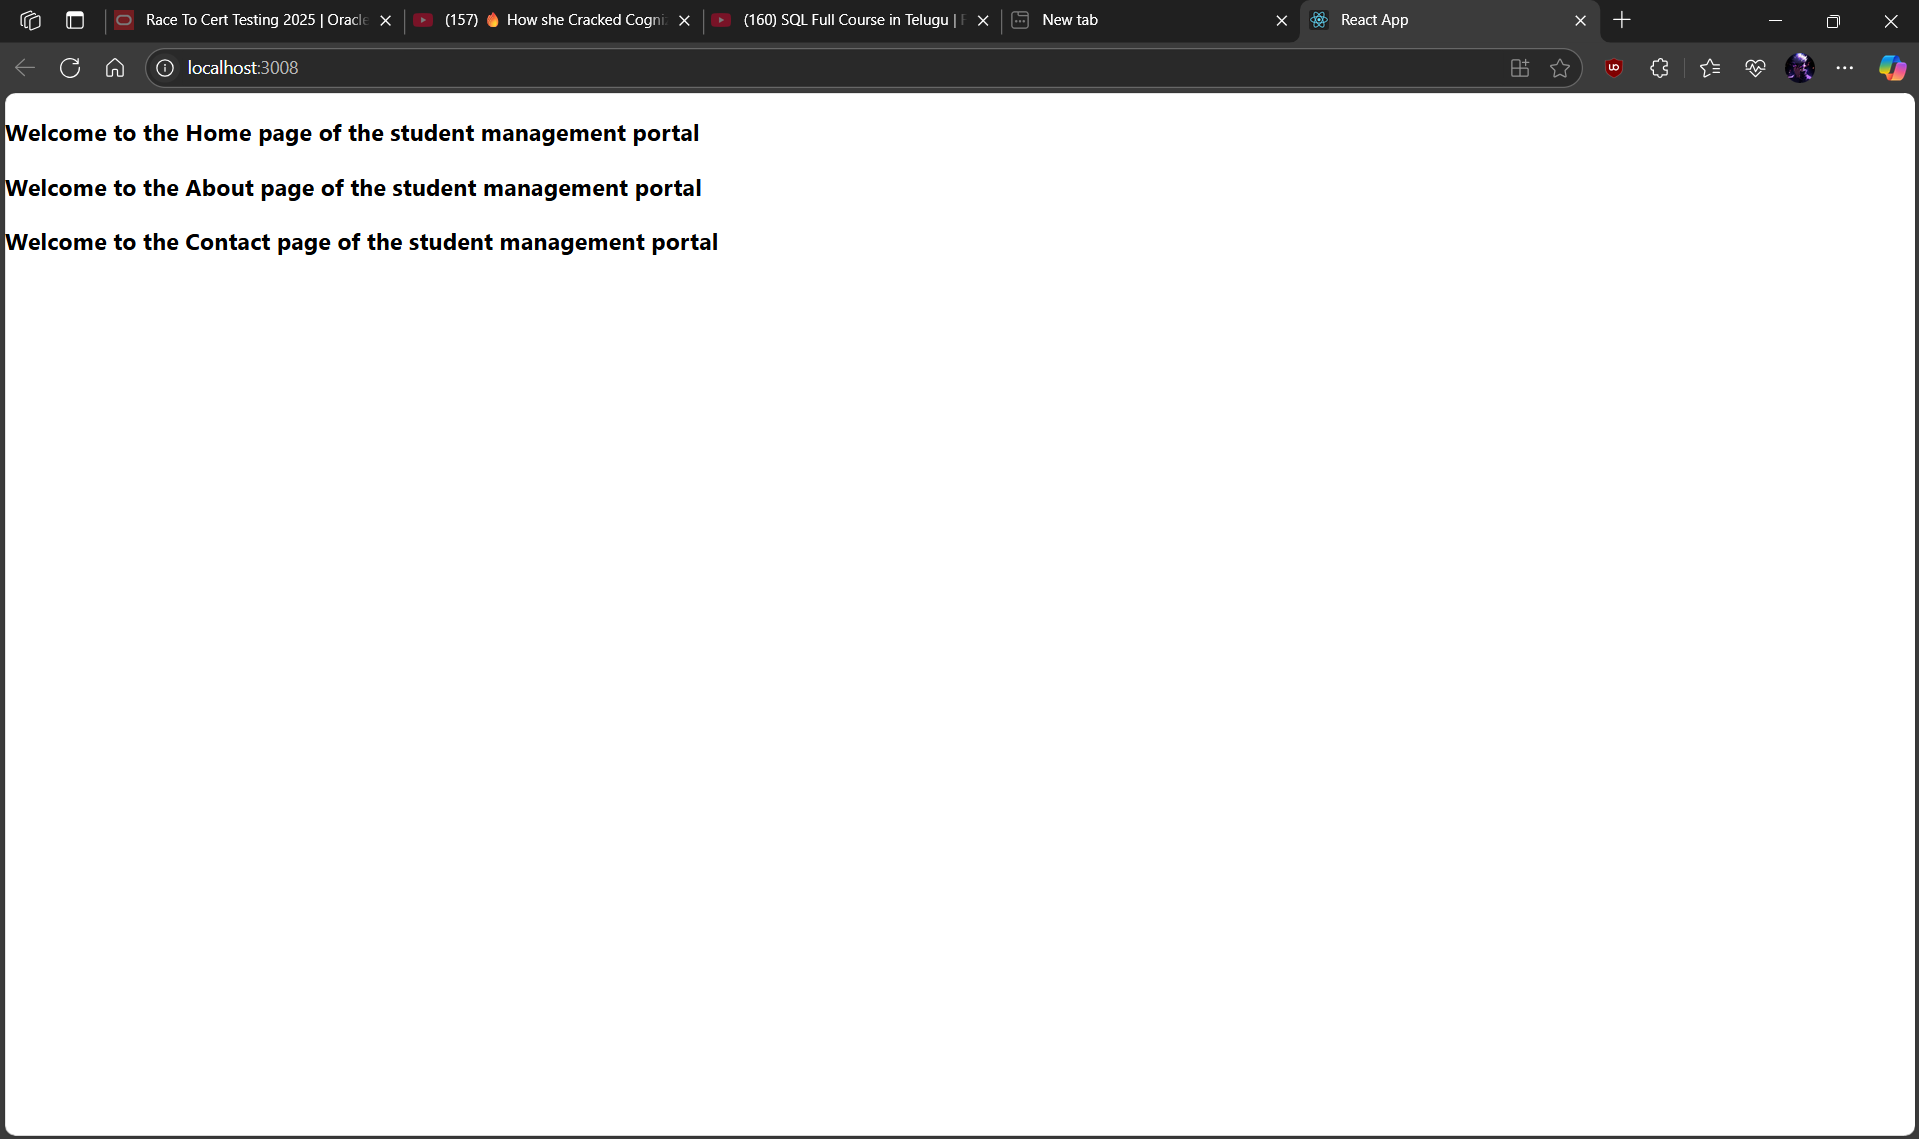 Race To Cert Testing 2025 | Oracle
(157) 🔥 How she Cracked Cogni
(160) SQL Full Course in Telugu |
New tab
React App
localhost:3008
Welcome to the Home page of the student management portal
Welcome to the About page of the student management portal
Welcome to the Contact page of the student management portal